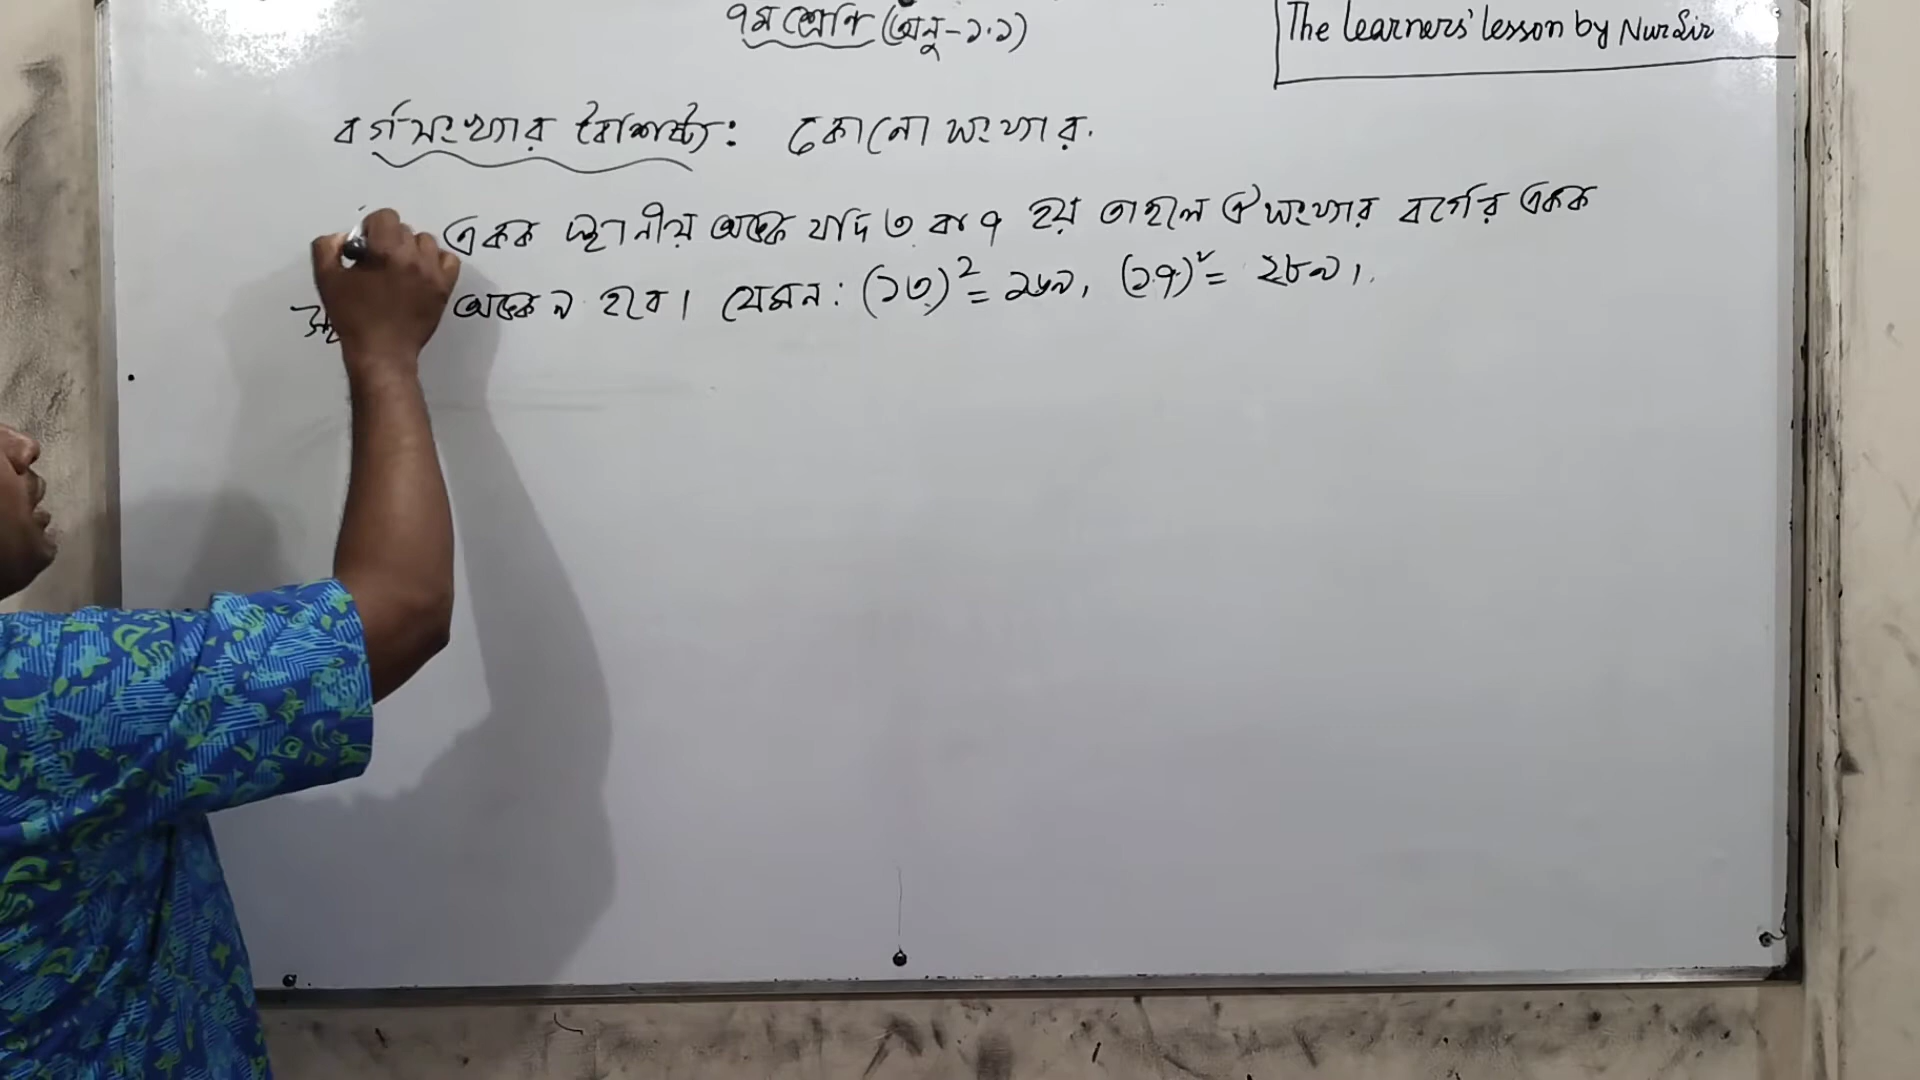 ৭ম শ্রেণি (অনু-১.১)
The learners' lesson by Nur Sir
বর্গসংখ্যার বৈশিষ্ট্য: কোনো সংখ্যার
একক স্থানীয় অঙ্ক যদি ৩ বা ৭ হয় তাহলে ঐ সংখ্যার বর্গের একক
অঙ্ক ৯ হবে। যেমন: (১৩)² = ১৬৯, (১৭)² = ২৮৯।